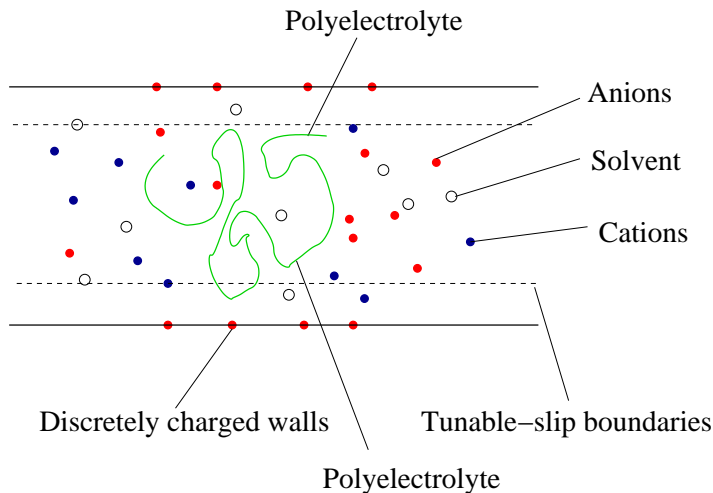 Polyelectrolyte
Anions
Solvent
Cations
Discretely charged walls
Tunable−slip boundaries
Polyelectrolyte